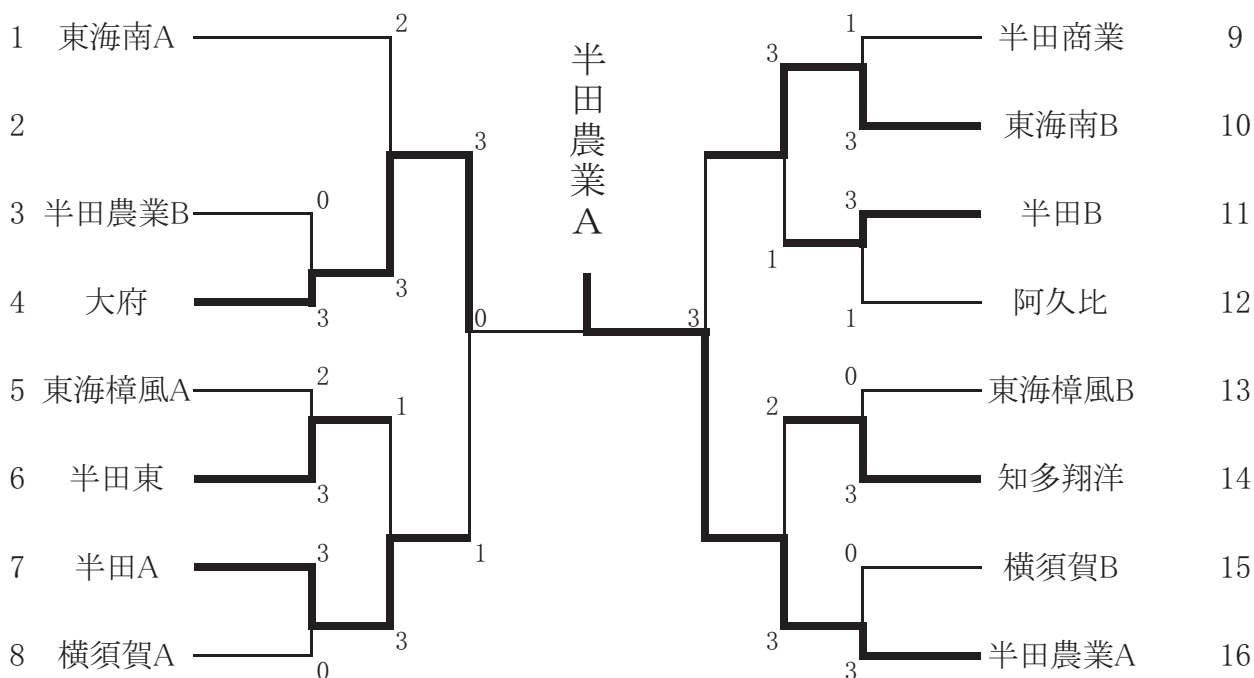 1 東海南A
2
3 半田農業B
4 大府
5 東海樟風A
6 半田東
7 半田A
8 横須賀A
2
0
3
3
2
3
3
0
3
1
3
1
0
半田農業A
3
3
1
2
3
1
3
3
1
0
3
0
3
半田商業 9
東海南B 10
半田B 11
阿久比 12
東海樟風B 13
知多翔洋 14
横須賀B 15
半田農業A 16